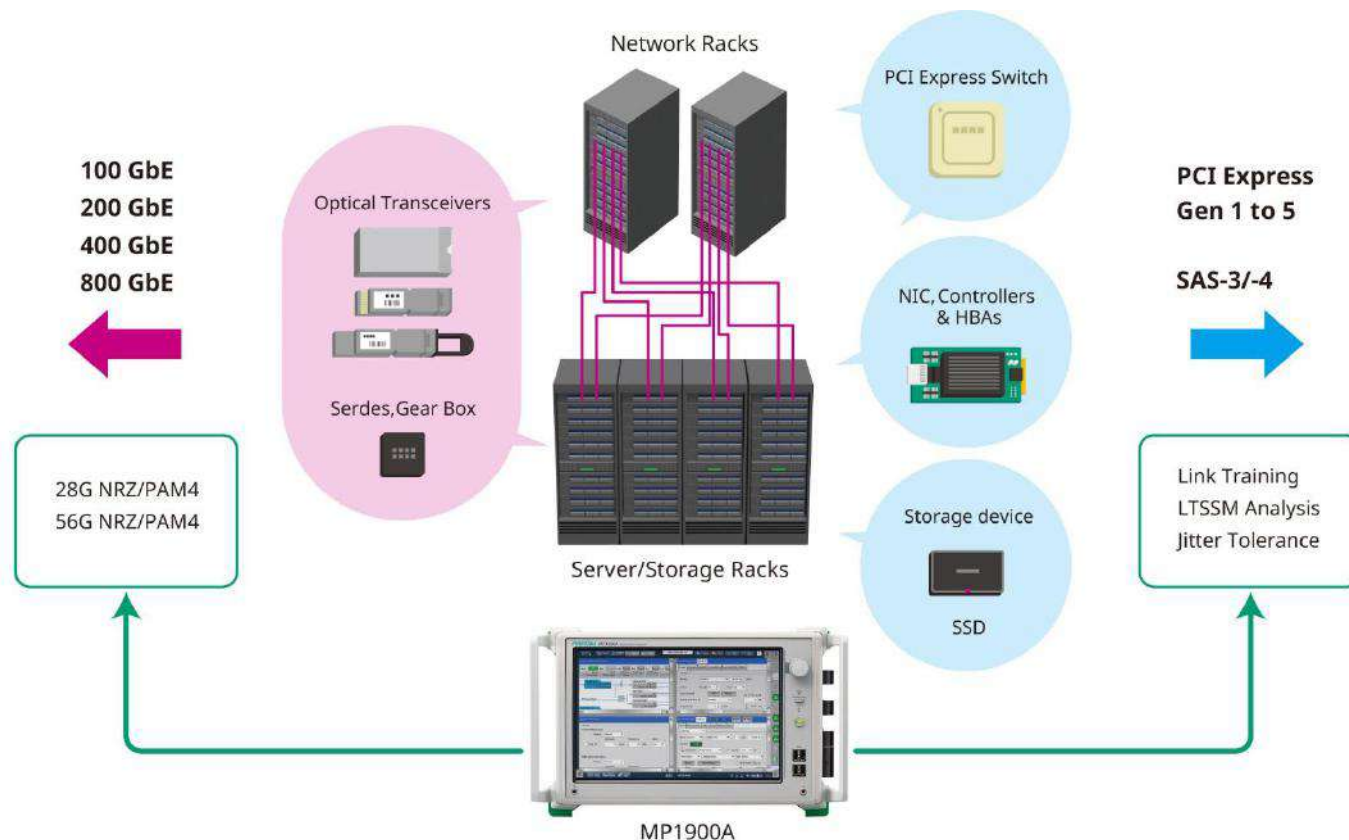 Network Racks
PCI Express Switch
100 GbE
200 GbE
400 GbE
800 GbE
Optical Transceivers
PCI Express
Gen 1 to 5
SAS-3/-4
NIC,Controllers
& HBAs
Serdes,Gear Box
28G NRZ/PAM4
56G NRZ/PAM4
Link Training
LTSSM Analysis
Jitter Tolerance
Storage device
SSD
Server/Storage Racks
MP1900A